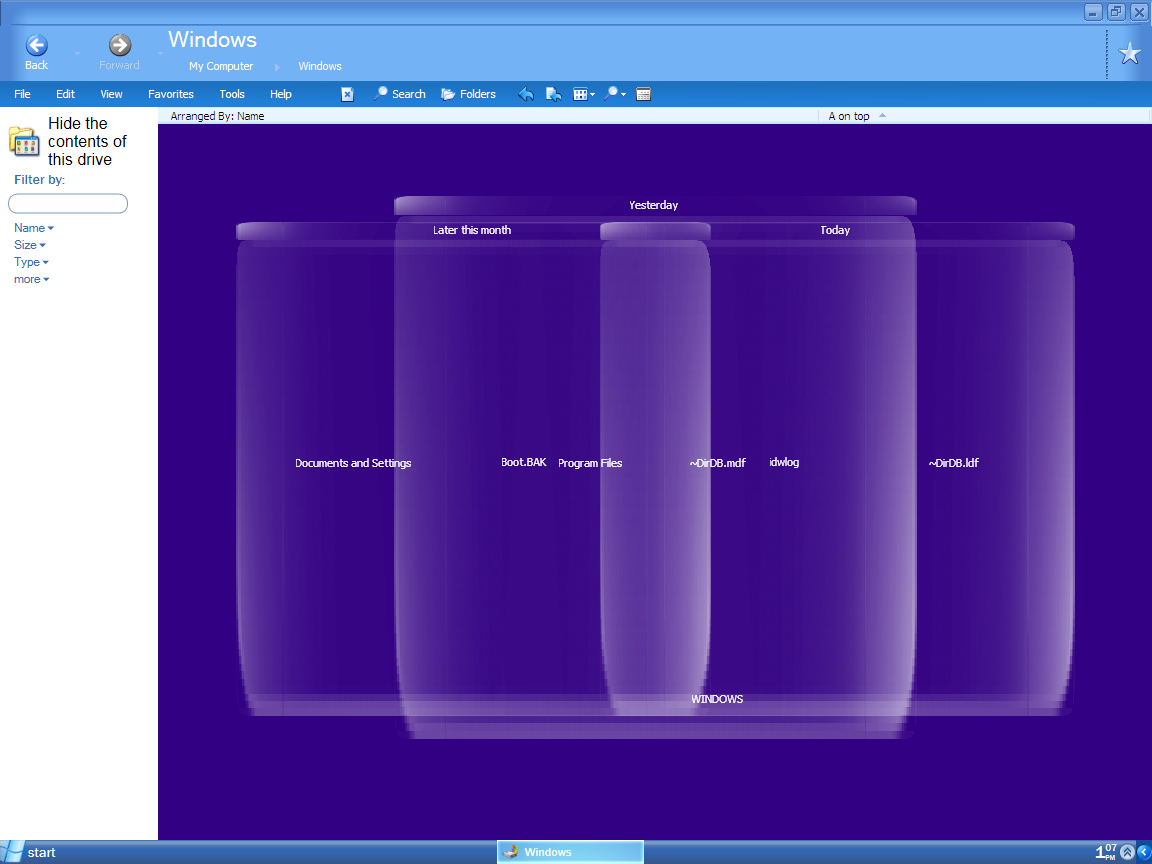 Windows
Back
Forward
My Computer
Windows
File Edit View Favorites Tools Help Search Folders
Arranged By: Name
A on top
Hide the
contents of
this drive
Filter by:
Name
Size
Type
more
Yesterday
Later this month
Today
Documents and Settings
Boot.BAK
Program Files
~DirDB.mdf
idwlog
~DirDB.ldf
WINDOWS
start
Windows
1 07 PM